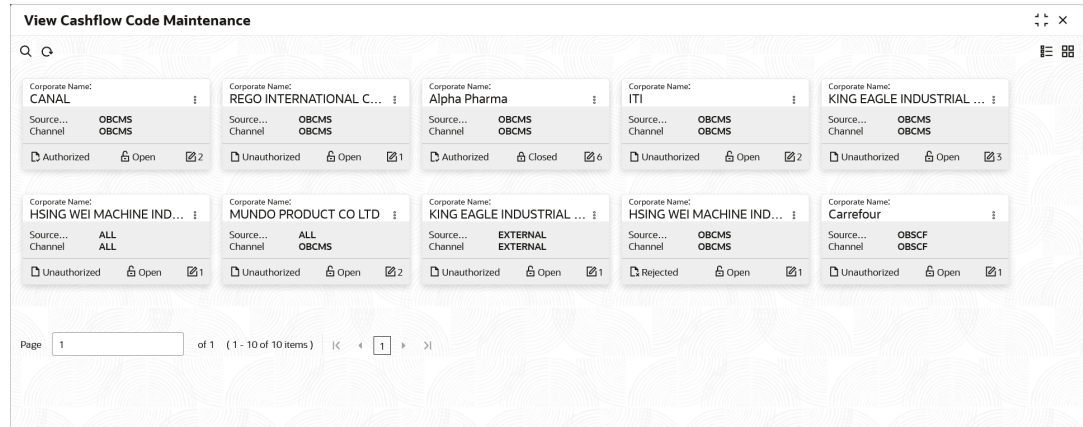 View Cashflow Code Maintenance
Corporate Name:
CANAL
Source... OBCMS
Channel OBCMS
Authorized Open 2
Corporate Name:
REGO INTERNATIONAL C...
Source... OBCMS
Channel OBCMS
Unauthorized Open 1
Corporate Name:
Alpha Pharma
Source... OBCMS
Channel OBCMS
Authorized Closed 6
Corporate Name:
ITI
Source... OBCMS
Channel OBCMS
Unauthorized Open 2
Corporate Name:
KING EAGLE INDUSTRIAL ...
Source... OBCMS
Channel OBCMS
Unauthorized Open 3
Corporate Name:
HSING WEI MACHINE IND...
Source... ALL
Channel ALL
Unauthorized Open 1
Corporate Name:
MUNDO PRODUCT CO LTD
Source... ALL
Channel OBCMS
Unauthorized Open 2
Corporate Name:
KING EAGLE INDUSTRIAL ...
Source... EXTERNAL
Channel EXTERNAL
Unauthorized Open 1
Corporate Name:
HSING WEI MACHINE IND...
Source... OBCMS
Channel OBCMS
Rejected Open 1
Corporate Name:
Carrefour
Source... OBSCF
Channel OBSCF
Unauthorized Open 1
Page 1 of 1 ( 1 - 10 of 10 items ) 1